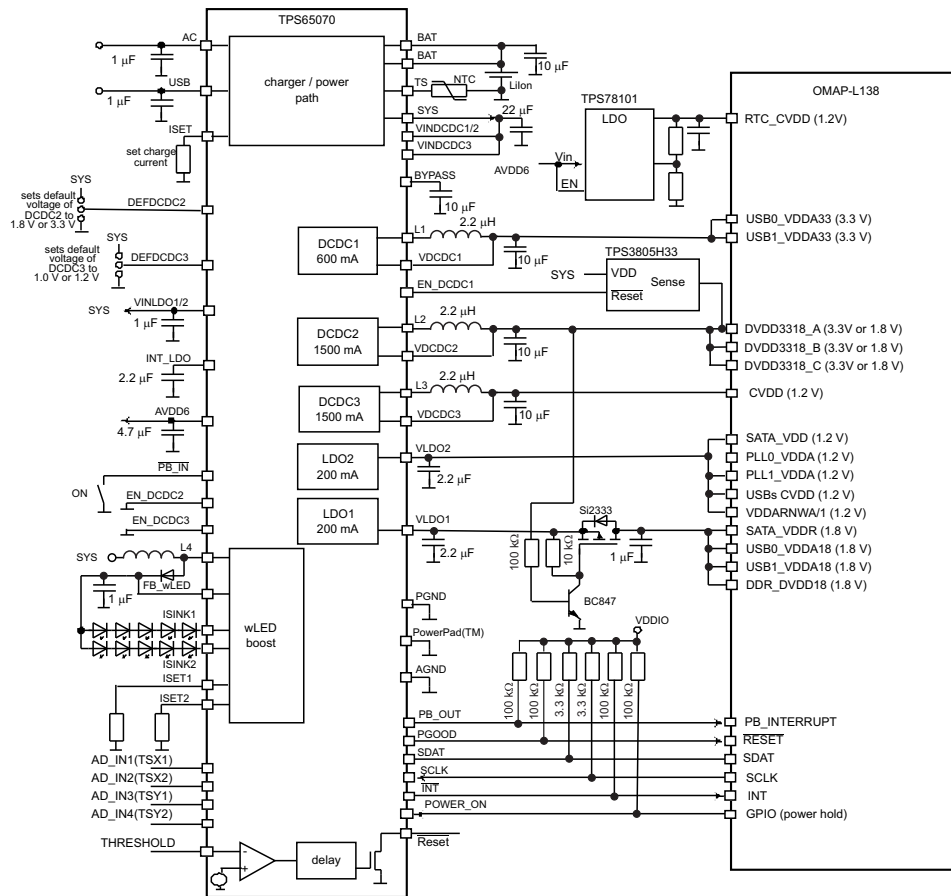 TPS65070
AC
1 μF
USB
1 μF
ISET
set charge
current
charger / power
path
BAT
BAT
10 μF
TS
NTC
LiIon
SYS
22 μF
VINDCDC1/2
VINDCDC3
BYPASS
10 μF
SYS
sets default
voltage of
DCDC2 to
1.8 V or 3.3 V
DEFDCDC2
SYS
sets default
voltage of
DCDC3 to
1.0 V or 1.2 V
DEFDCDC3
SYS
VINLDO1/2
1 μF
INT_LDO
2.2 μF
AVDD6
4.7 μF
PB_IN
ON
EN_DCDC2
EN_DCDC3
SYS
L4
FB_wLED
1 μF
ISINK1
ISINK2
ISET1
ISET2
wLED
boost
AD_IN1(TSX1)
AD_IN2(TSX2)
AD_IN3(TSY1)
AD_IN4(TSY2)
THRESHOLD
-
+
delay
Reset
DCDC1
600 mA
L1
2.2 μH
VDCDC1
10 μF
EN_DCDC1
DCDC2
1500 mA
L2
2.2 μH
VDCDC2
10 μF
DCDC3
1500 mA
L3
2.2 μH
VDCDC3
10 μF
LDO2
200 mA
VLDO2
2.2 μF
LDO1
200 mA
VLDO1
2.2 μF
PGND
PowerPad(TM)
AGND
PB_OUT
PGOOD
SDAT
SCLK
INT
POWER_ON
TPS78101
LDO
AVDD6
Vin
EN
TPS3805H33
SYS
VDD
Sense
Reset
Si2333
100 kΩ
10 kΩ
1 μF
BC847
VDDIO
100 kΩ
100 kΩ
3.3 kΩ
3.3 kΩ
100 kΩ
100 kΩ
OMAP-L138
RTC_CVDD (1.2V)
USB0_VDDA33 (3.3 V)
USB1_VDDA33 (3.3 V)
DVDD3318_A (3.3V or 1.8 V)
DVDD3318_B (3.3V or 1.8 V)
DVDD3318_C (3.3V or 1.8 V)
CVDD (1.2 V)
SATA_VDD (1.2 V)
PLL0_VDDA (1.2 V)
PLL1_VDDA (1.2 V)
USBs CVDD (1.2 V)
VDDARNWA/1 (1.2 V)
SATA_VDDR (1.8 V)
USB0_VDDA18 (1.8 V)
USB1_VDDA18 (1.8 V)
DDR_DVDD18 (1.8 V)
PB_INTERRUPT
RESET
SDAT
SCLK
INT
GPIO (power hold)